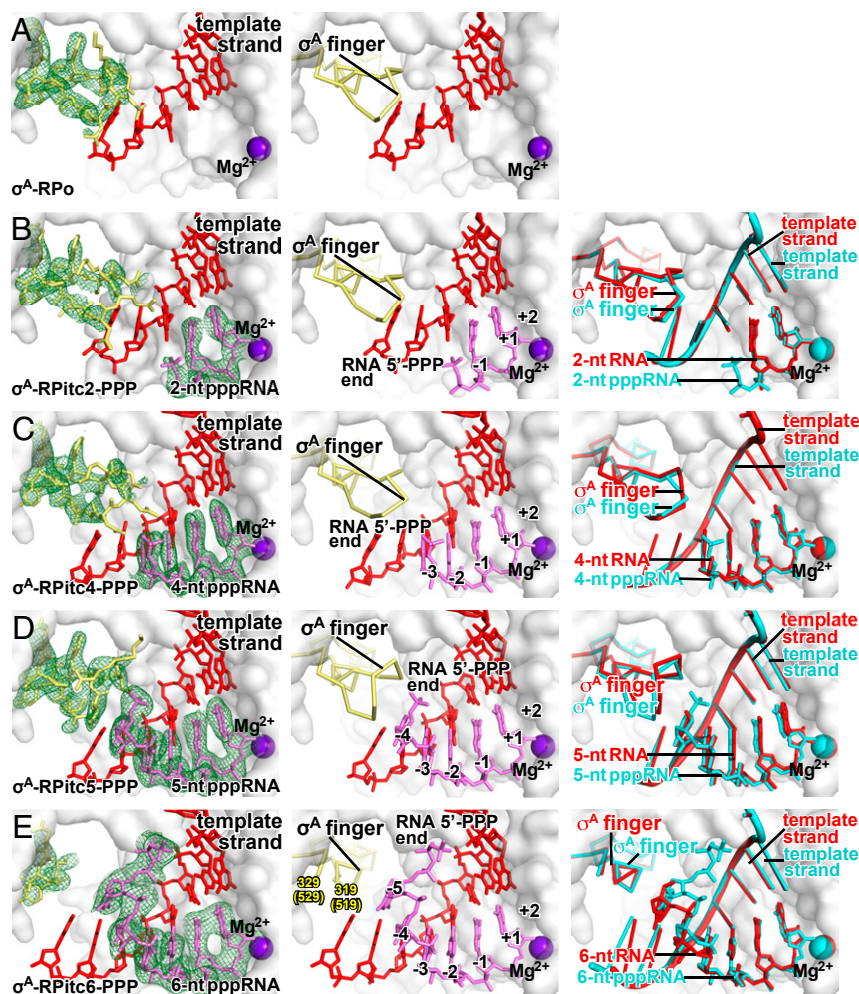 A
template
strand
Mg2+
σA-RPo
σA finger
template
strand
Mg2+
B
template
strand
Mg2+
σA-RPitc2-PPP
2-nt pppRNA
σA finger
template
strand
+2
+1
RNA 5'-PPP
end
-1
Mg2+
template
strand
template
strand
σA finger
σA finger
2-nt RNA
2-nt pppRNA
Mg2+
C
template
strand
Mg2+
σA-RPitc4-PPP
4-nt pppRNA
σA finger
template
strand
RNA 5'-PPP
end
+2
+1
-1
-2
-3
Mg2+
template
strand
template
strand
σA finger
σA finger
4-nt RNA
4-nt pppRNA
Mg2+
D
template
strand
Mg2+
σA-RPitc5-PPP
5-nt pppRNA
σA finger
RNA 5'-PPP
end
+2
+1
-1
-2
-3
-4
Mg2+
template
strand
template
strand
σA finger
σA finger
5-nt RNA
5-nt pppRNA
Mg2+
E
template
strand
Mg2+
σA-RPitc6-PPP
6-nt pppRNA
RNA 5'-PPP
end
σA finger
329
(529)
319
(519)
-5
-4
-3
-2
-1
+1
+2
Mg2+
σA finger
σA finger
template
strand
template
strand
6-nt RNA
6-nt pppRNA
Mg2+